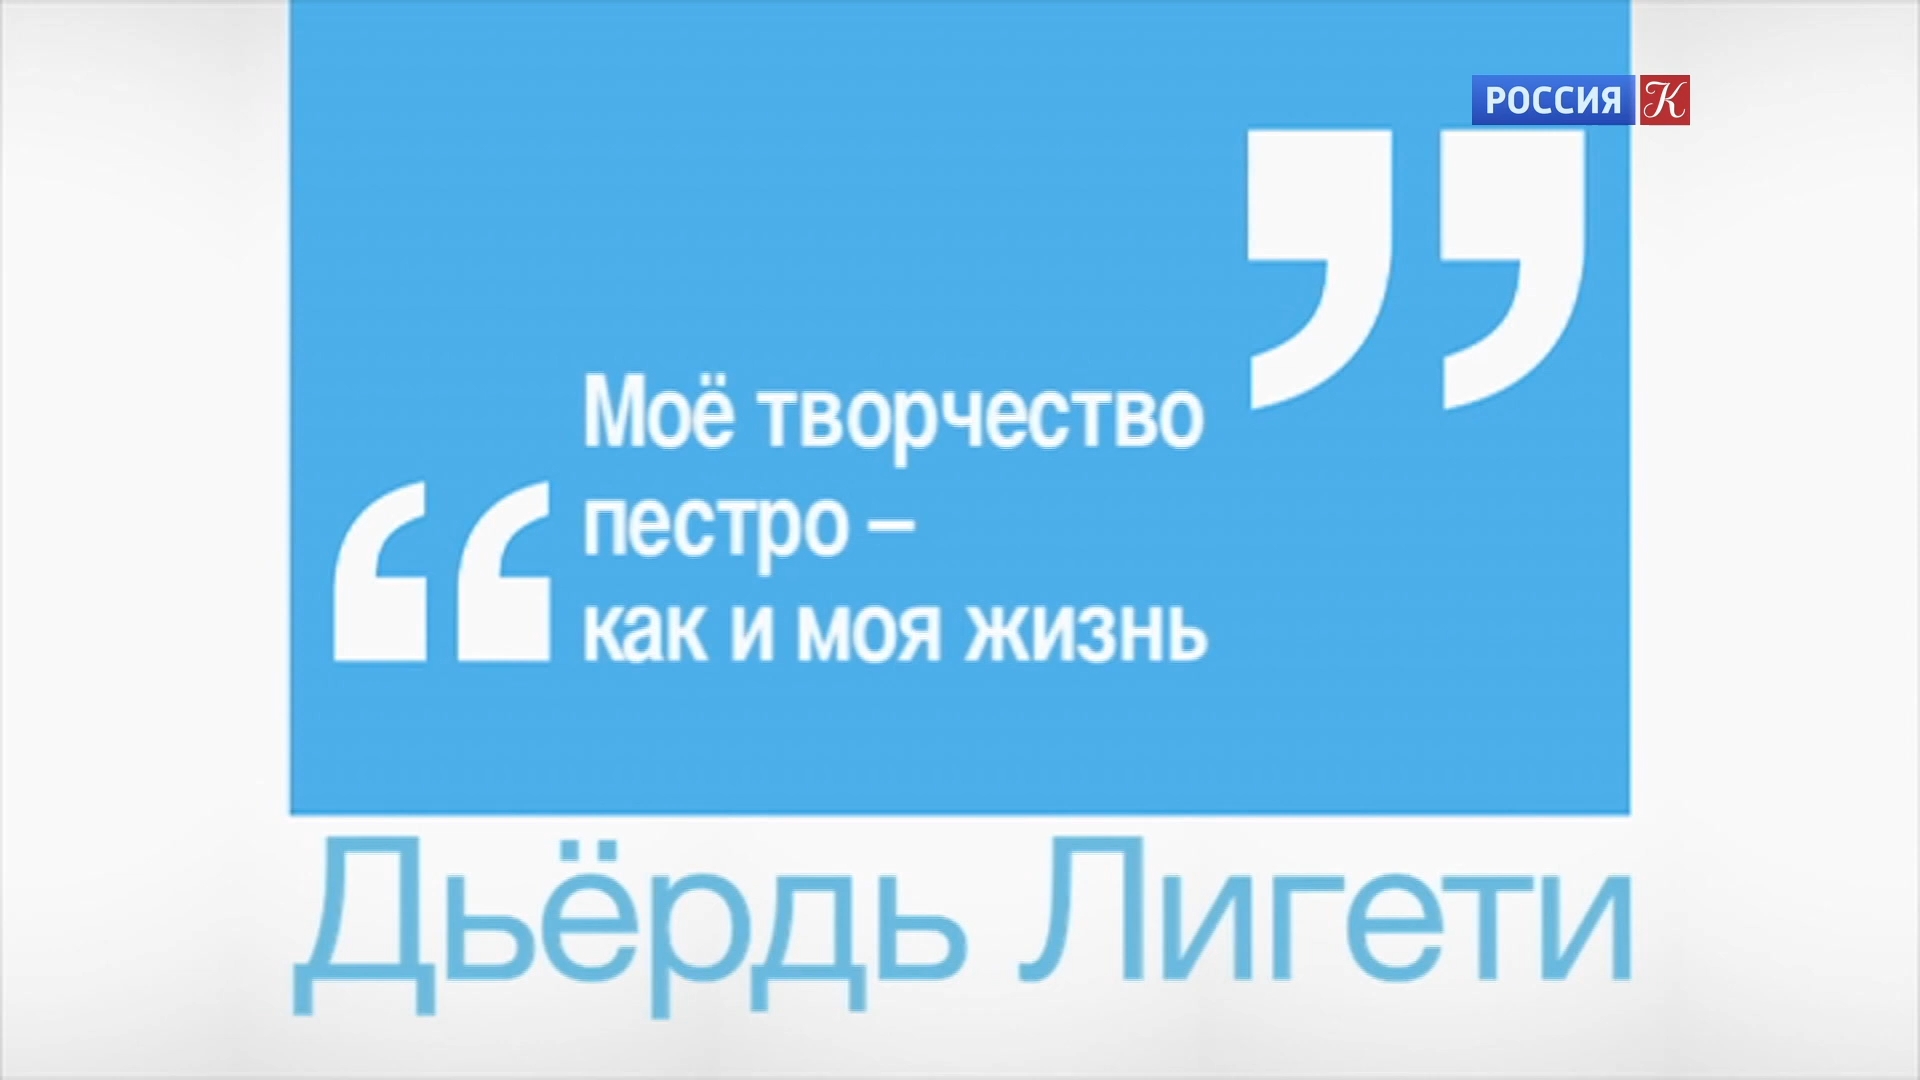 РОССИЯ К
“Моё творчество
пестро –
как и моя жизнь”
Дьёрдь Лигети